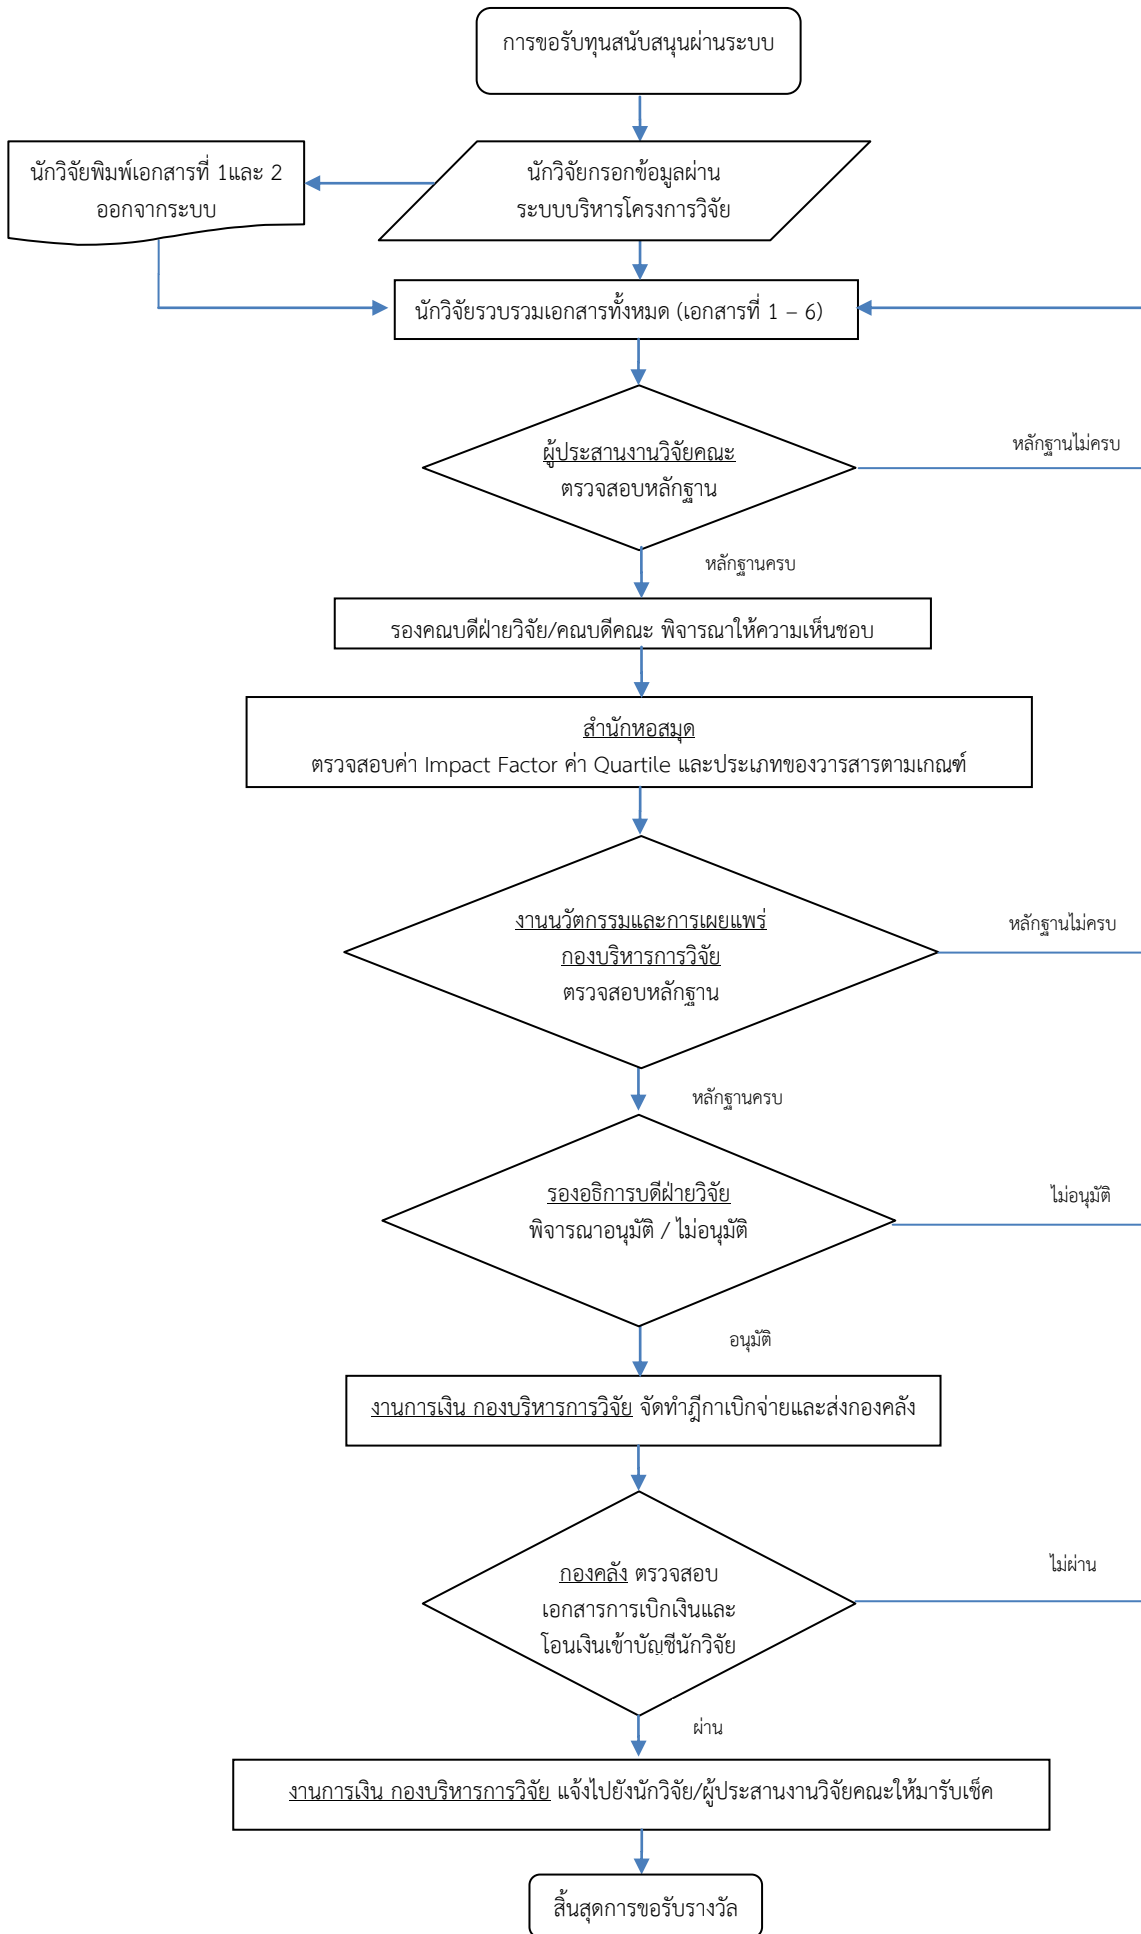 การขอรับทุนสนับสนุนผ่านระบบ
นักวิจัยพิมพ์เอกสารที่ 1และ 2
ออกจากระบบ
นักวิจัยกรอกข้อมูลผ่าน
ระบบบริหารโครงการวิจัย
นักวิจัยรวบรวมเอกสารทั้งหมด (เอกสารที่ 1 – 6)
ผู้ประสานงานวิจัยคณะ
ตรวจสอบหลักฐาน
หลักฐานไม่ครบ
หลักฐานครบ
รองคณบดีฝ่ายวิจัย/คณบดีคณะ พิจารณาให้ความเห็นชอบ
สำนักหอสมุด
ตรวจสอบค่า Impact Factor ค่า Quartile และประเภทของวารสารตามเกณฑ์
งานนวัตกรรมและการเผยแพร่
กองบริหารการวิจัย
ตรวจสอบหลักฐาน
หลักฐานไม่ครบ
หลักฐานครบ
รองอธิการบดีฝ่ายวิจัย
พิจารณาอนุมัติ / ไม่อนุมัติ
ไม่อนุมัติ
อนุมัติ
งานการเงิน กองบริหารการวิจัย จัดทำฎีกาเบิกจ่ายและส่งกองคลัง
กองคลัง ตรวจสอบ
เอกสารการเบิกเงินและ
โอนเงินเข้าบัญชีนักวิจัย
ไม่ผ่าน
ผ่าน
งานการเงิน กองบริหารการวิจัย แจ้งไปยังนักวิจัย/ผู้ประสานงานวิจัยคณะให้มารับเช็ค
สิ้นสุดการขอรับรางวัล